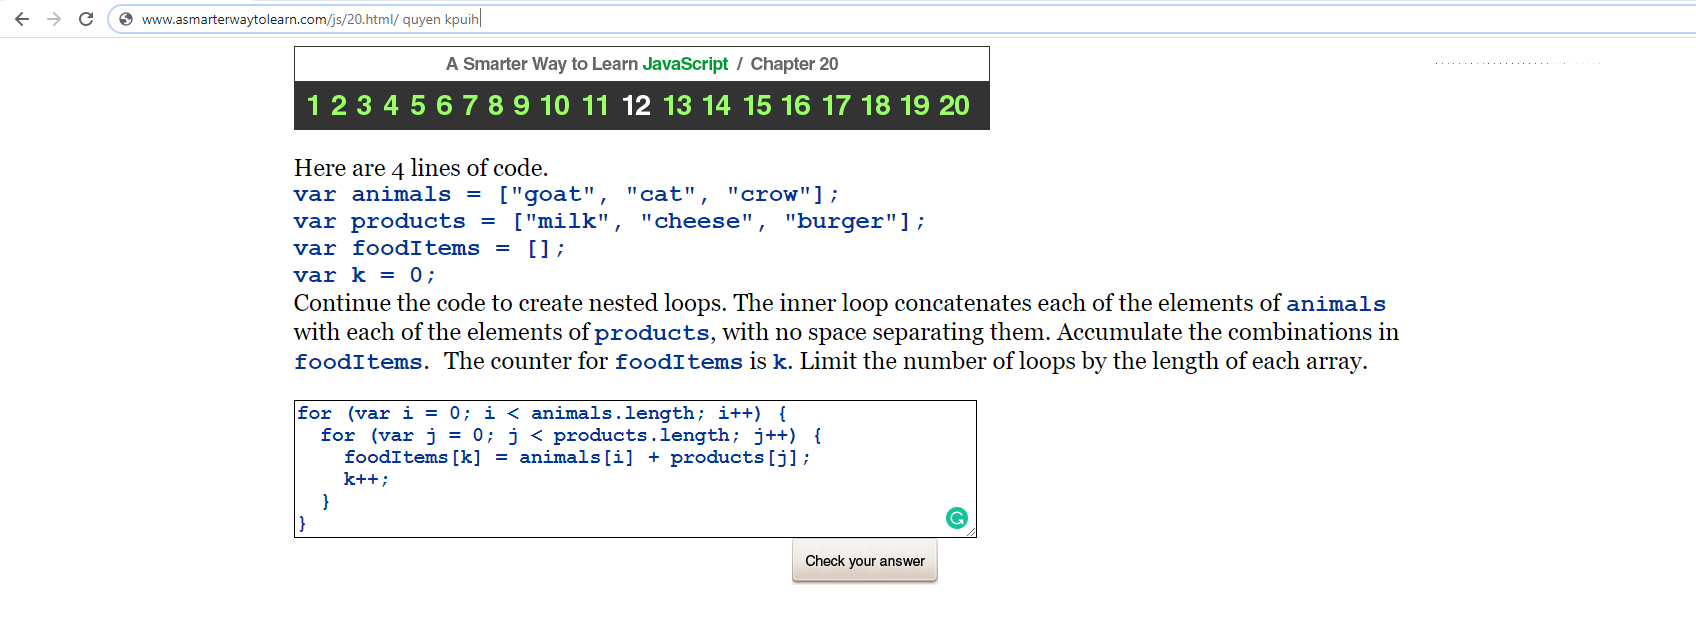 www.asmarterwaytolearn.com/js/20.html/ quyen kpuih
A Smarter Way to Learn JavaScript / Chapter 20
1 2 3 4 5 6 7 8 9 10 11 12 13 14 15 16 17 18 19 20
Here are 4 lines of code.
var animals = ["goat", "cat", "crow"];
var products = ["milk", "cheese", "burger"];
var foodItems = [];
var k = 0;
Continue the code to create nested loops. The inner loop concatenates each of the elements of animals
with each of the elements of products, with no space separating them. Accumulate the combinations in
foodItems. The counter for foodItems is k. Limit the number of loops by the length of each array.
for (var i = 0; i < animals.length; i++) {
  for (var j = 0; j < products.length; j++) {
    foodItems[k] = animals[i] + products[j];
    k++;
  }
}
Check your answer